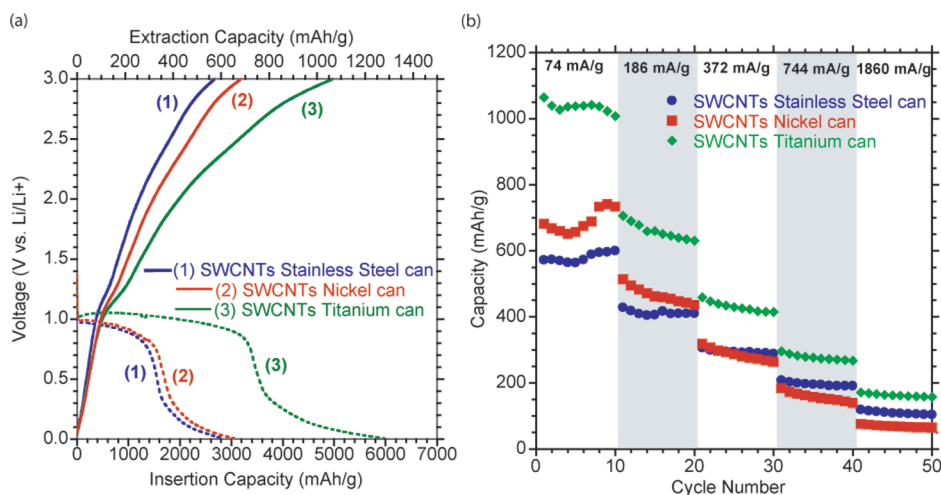 (a)
Extraction Capacity (mAh/g)
0 200 400 600 800 1000 1280
3.0
2.5
2.0
1.5
1.0
0.5
0.0
Voltage (V vs. Li/Li+)
(1)
(2)
(3)
(1) SWCNTs Stainless Steel can
(2) SWCNTs Nickel can
(3) SWCNTs Titanium can
(1)
(2)
(3)
0 1000 2000 3000 4000 5000 6000 7000
Insertion Capacity (mAh/g)
(b)
1200
1000
800
600
400
200
0
Capacity (mAh/g)
74 mA/g 186 mA/g 372 mA/g 744 mA/g 1860 mA/g
SWCNTs Stainless Steel can
SWCNTs Nickel can
SWCNTs Titanium can
0 10 20 30 40 50
Cycle Number